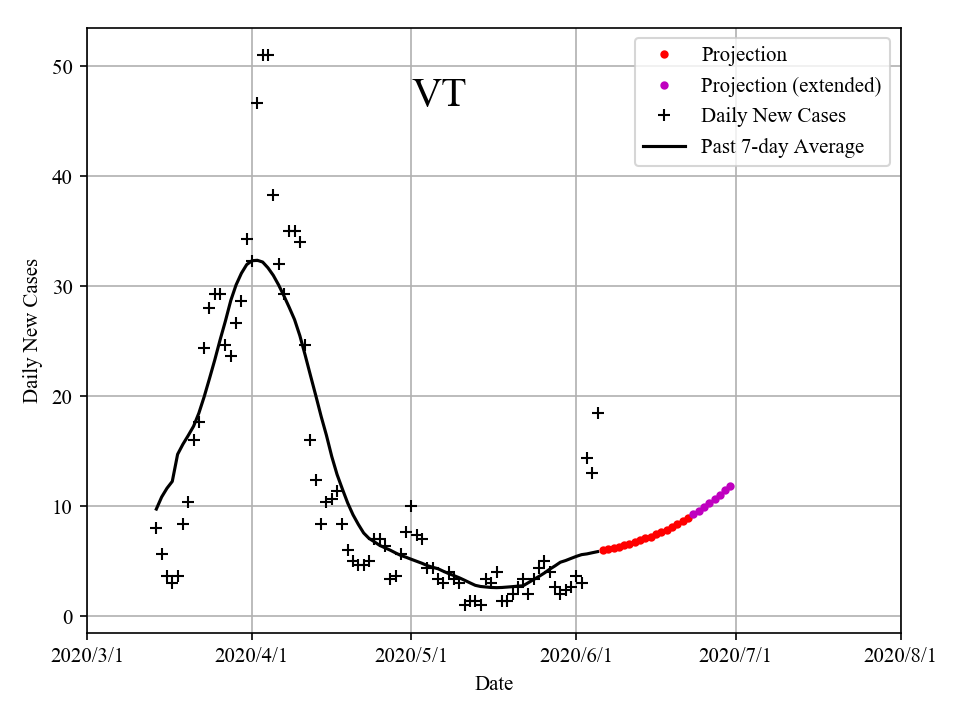 VT
Projection
Projection (extended)
Daily New Cases
Past 7-day Average
Daily New Cases
50
40
30
20
10
0
2020/3/1 2020/4/1 2020/5/1 2020/6/1 2020/7/1 2020/8/1
Date